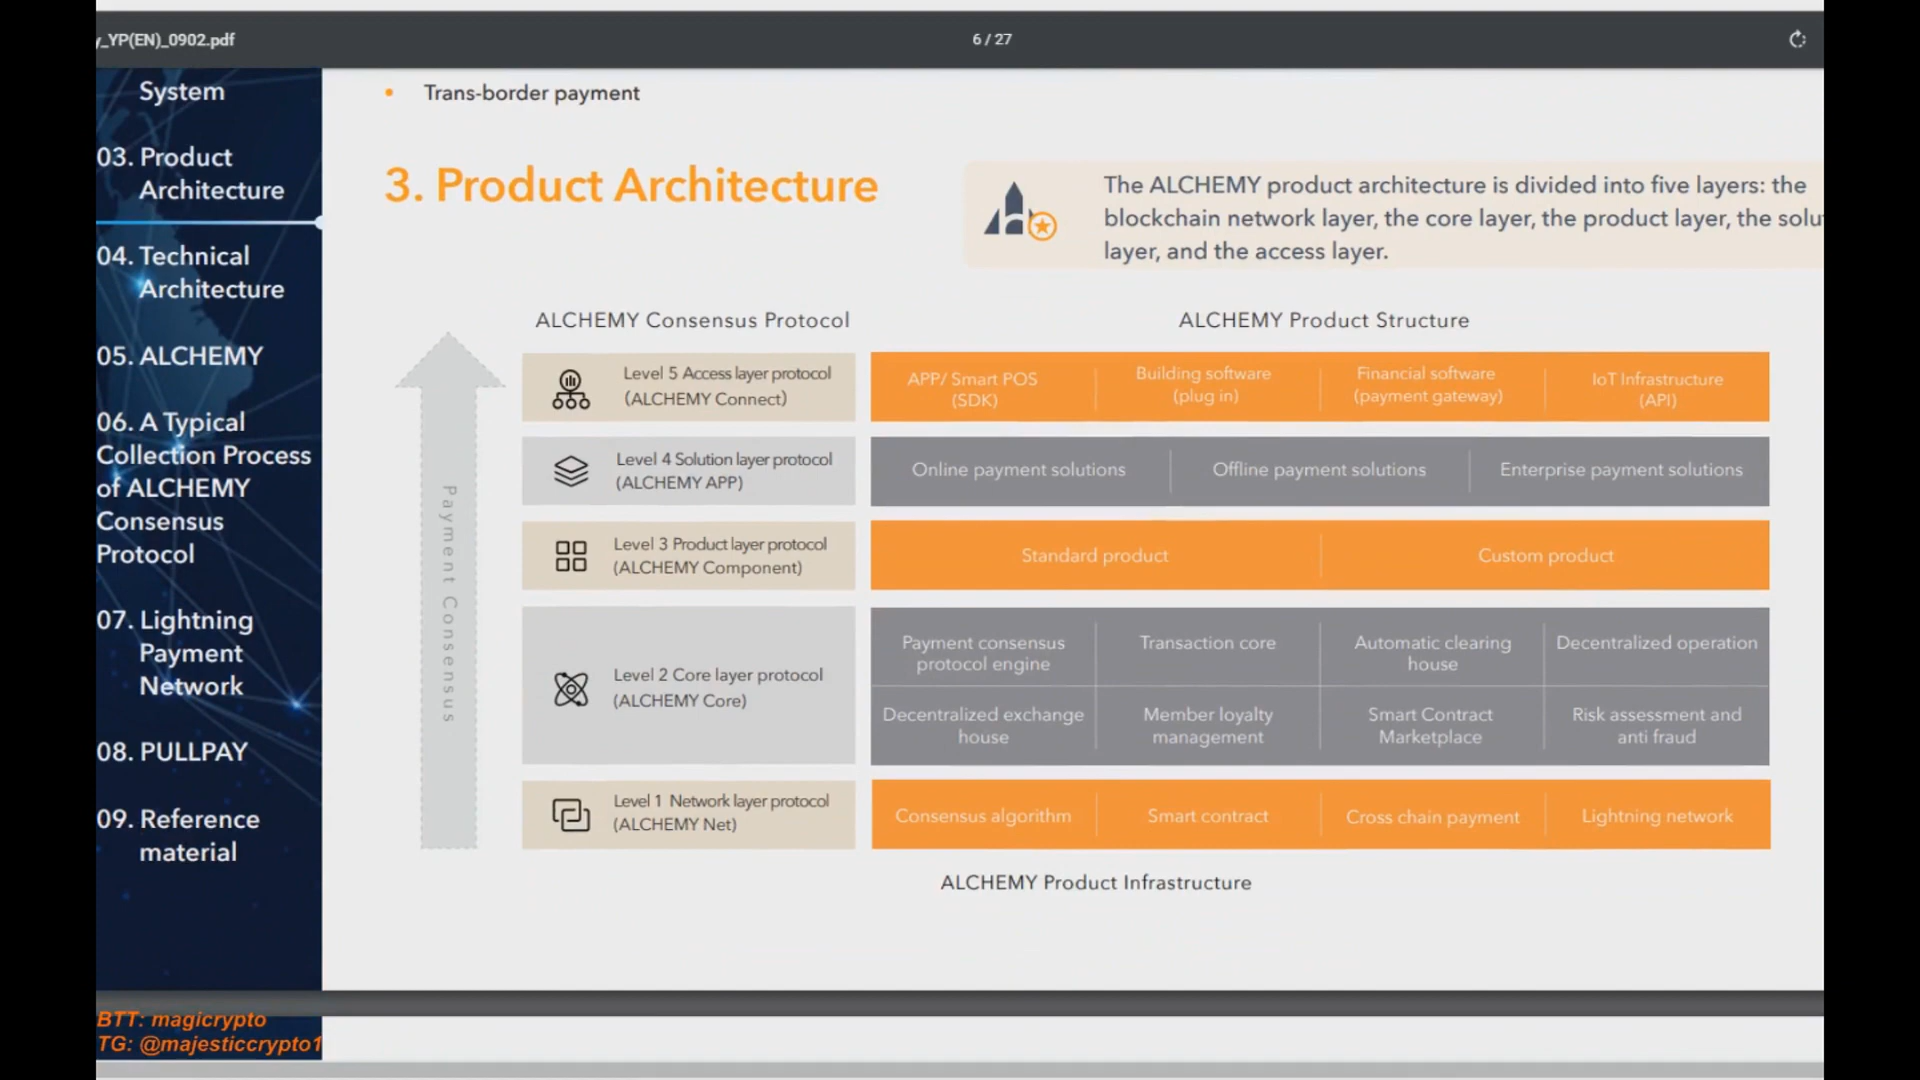 y_YP(EN)_0902.pdf
6 / 27
System
03. Product
Architecture
04. Technical
Architecture
05. ALCHEMY
06. A Typical
Collection Process
of ALCHEMY
Consensus
Protocol
07. Lightning
Payment
Network
08. PULLPAY
09. Reference
material
BTT: magicrypto
TG: @majesticcrypto1
• Trans-border payment
3. Product Architecture
The ALCHEMY product architecture is divided into five layers: the
blockchain network layer, the core layer, the product layer, the solu
layer, and the access layer.
Payment Consensus
ALCHEMY Consensus Protocol
ALCHEMY Product Structure
Level 5 Access layer protocol
(ALCHEMY Connect)
APP/ Smart POS
(SDK)
Building software
(plug in)
Financial software
(payment gateway)
IoT Infrastructure
(API)
Level 4 Solution layer protocol
(ALCHEMY APP)
Online payment solutions
Offline payment solutions
Enterprise payment solutions
Level 3 Product layer protocol
(ALCHEMY Component)
Standard product
Custom product
Level 2 Core layer protocol
(ALCHEMY Core)
Payment consensus
protocol engine
Transaction core
Automatic clearing
house
Decentralized operation
Decentralized exchange
house
Member loyalty
management
Smart Contract
Marketplace
Risk assessment and
anti fraud
Level 1 Network layer protocol
(ALCHEMY Net)
Consensus algorithm
Smart contract
Cross chain payment
Lightning network
ALCHEMY Product Infrastructure